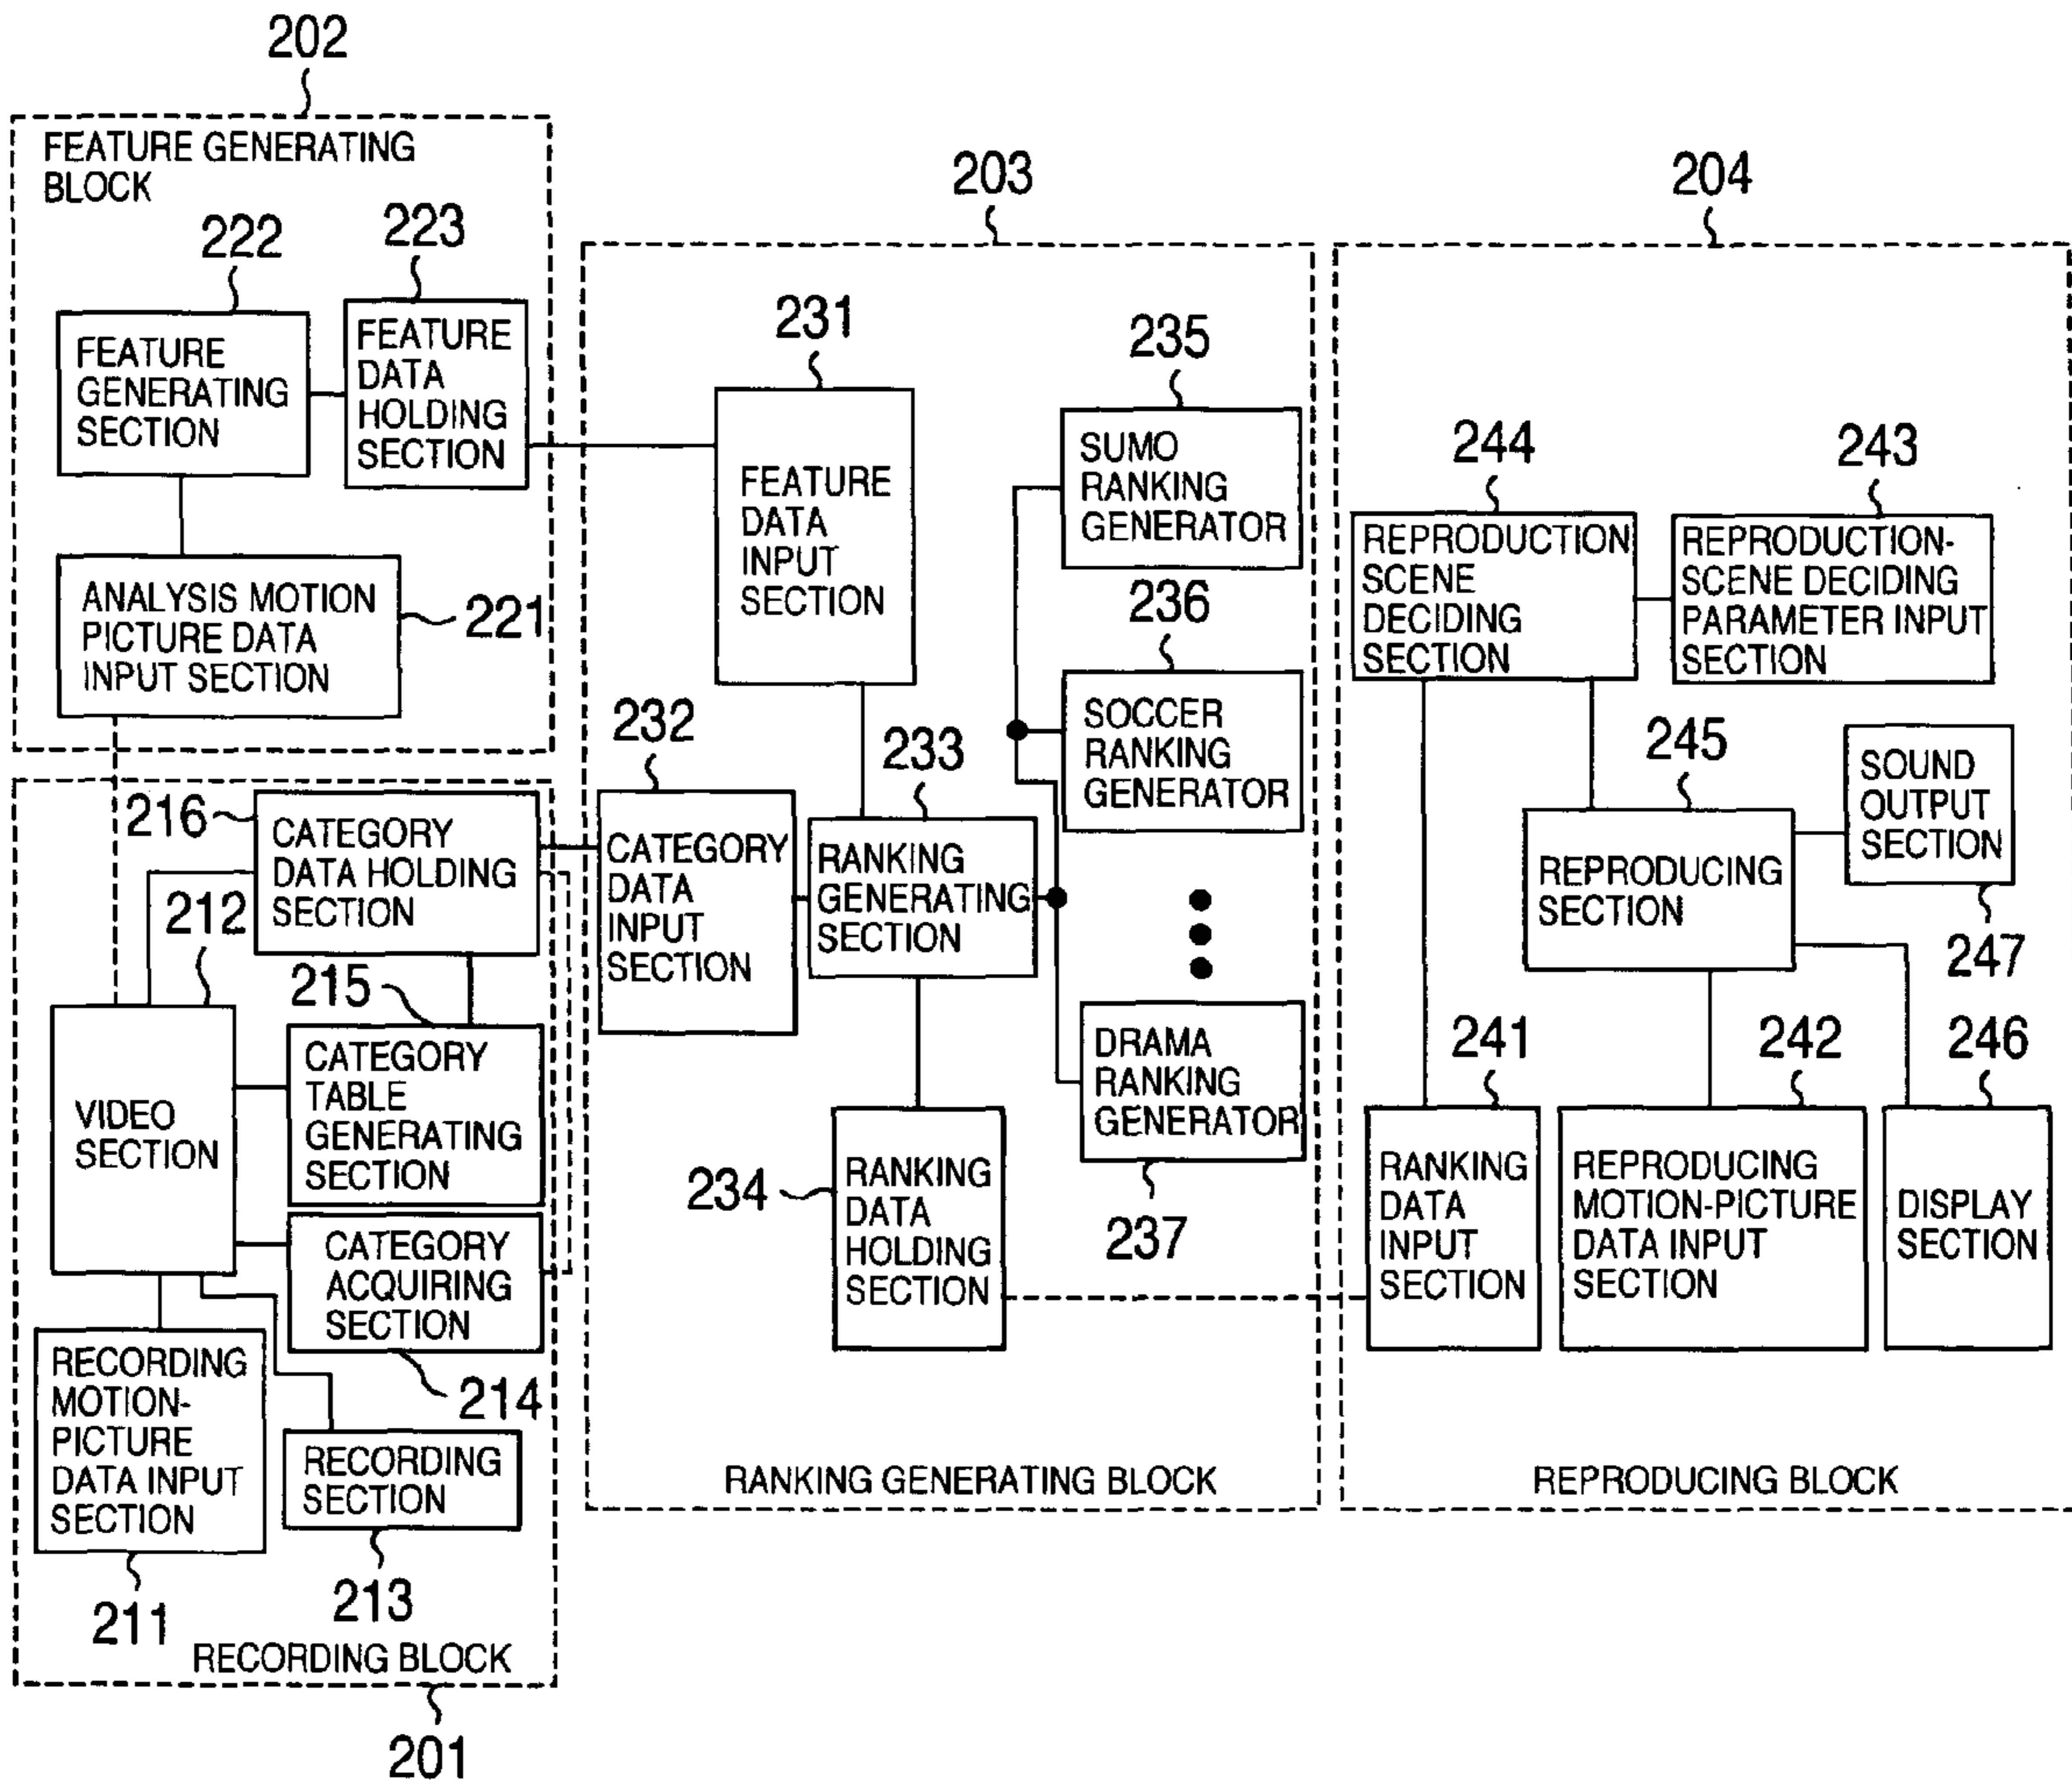 202
FEATURE GENERATING
BLOCK
222
223
FEATURE
GENERATING
SECTION
FEATURE
DATA
HOLDING
SECTION
ANALYSIS MOTION
PICTURE DATA
INPUT SECTION
221
216
CATEGORY
DATA HOLDING
SECTION
212
215
VIDEO
SECTION
CATEGORY
TABLE
GENERATING
SECTION
CATEGORY
ACQUIRING
SECTION
214
RECORDING
MOTION-
PICTURE
DATA INPUT
SECTION
RECORDING
SECTION
211
213
RECORDING BLOCK
201
203
231
FEATURE
DATA
INPUT
SECTION
235
SUMO
RANKING
GENERATOR
236
SOCCER
RANKING
GENERATOR
232
CATEGORY
DATA
INPUT
SECTION
233
RANKING
GENERATING
SECTION
DRAMA
RANKING
GENERATOR
237
234
RANKING
DATA
HOLDING
SECTION
RANKING GENERATING BLOCK
204
244
REPRODUCTION
SCENE
DECIDING
SECTION
243
REPRODUCTION-
SCENE DECIDING
PARAMETER INPUT
SECTION
245
REPRODUCING
SECTION
SOUND
OUTPUT
SECTION
247
241
RANKING
DATA
INPUT
SECTION
242
REPRODUCING
MOTION-PICTURE
DATA INPUT
SECTION
246
DISPLAY
SECTION
REPRODUCING BLOCK